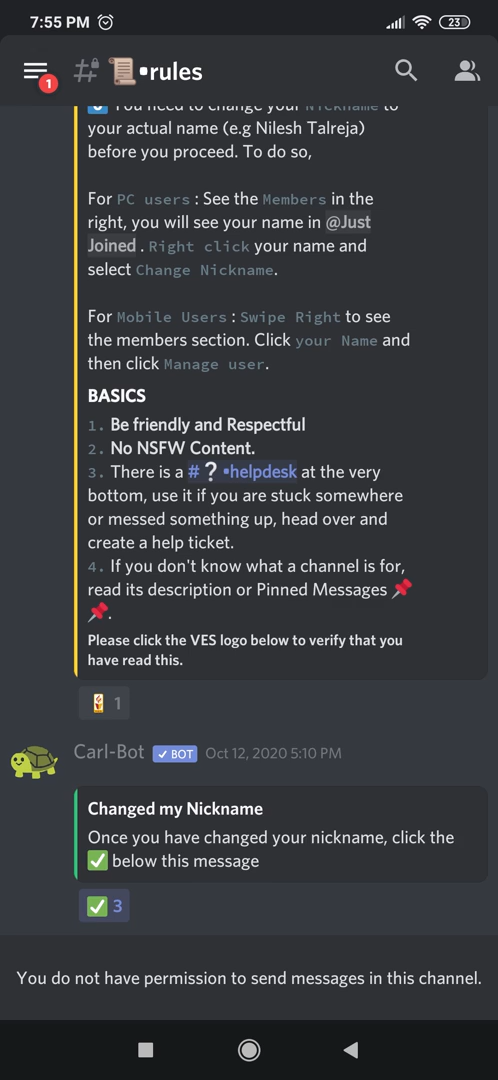 7:55 PM
23
1
#📜•rules
You need to change your Nickname to
your actual name (e.g Nilesh Talreja)
before you proceed. To do so,
For PC users : See the Members in the
right, you will see your name in @Just
Joined . Right click your name and
select Change Nickname.
For Mobile Users : Swipe Right to see
the members section. Click your Name and
then click Manage user.
BASICS
1. Be friendly and Respectful
2. No NSFW Content.
3. There is a #❔•helpdesk at the very
bottom, use it if you are stuck somewhere
or messed something up, head over and
create a help ticket.
4. If you don't know what a channel is for,
read its description or Pinned Messages 📌
📌.
Please click the VES logo below to verify that you
have read this.
1
Carl-Bot ✓ BOT Oct 12, 2020 5:10 PM
Changed my Nickname
Once you have changed your nickname, click the
✅ below this message
✅ 3
You do not have permission to send messages in this channel.